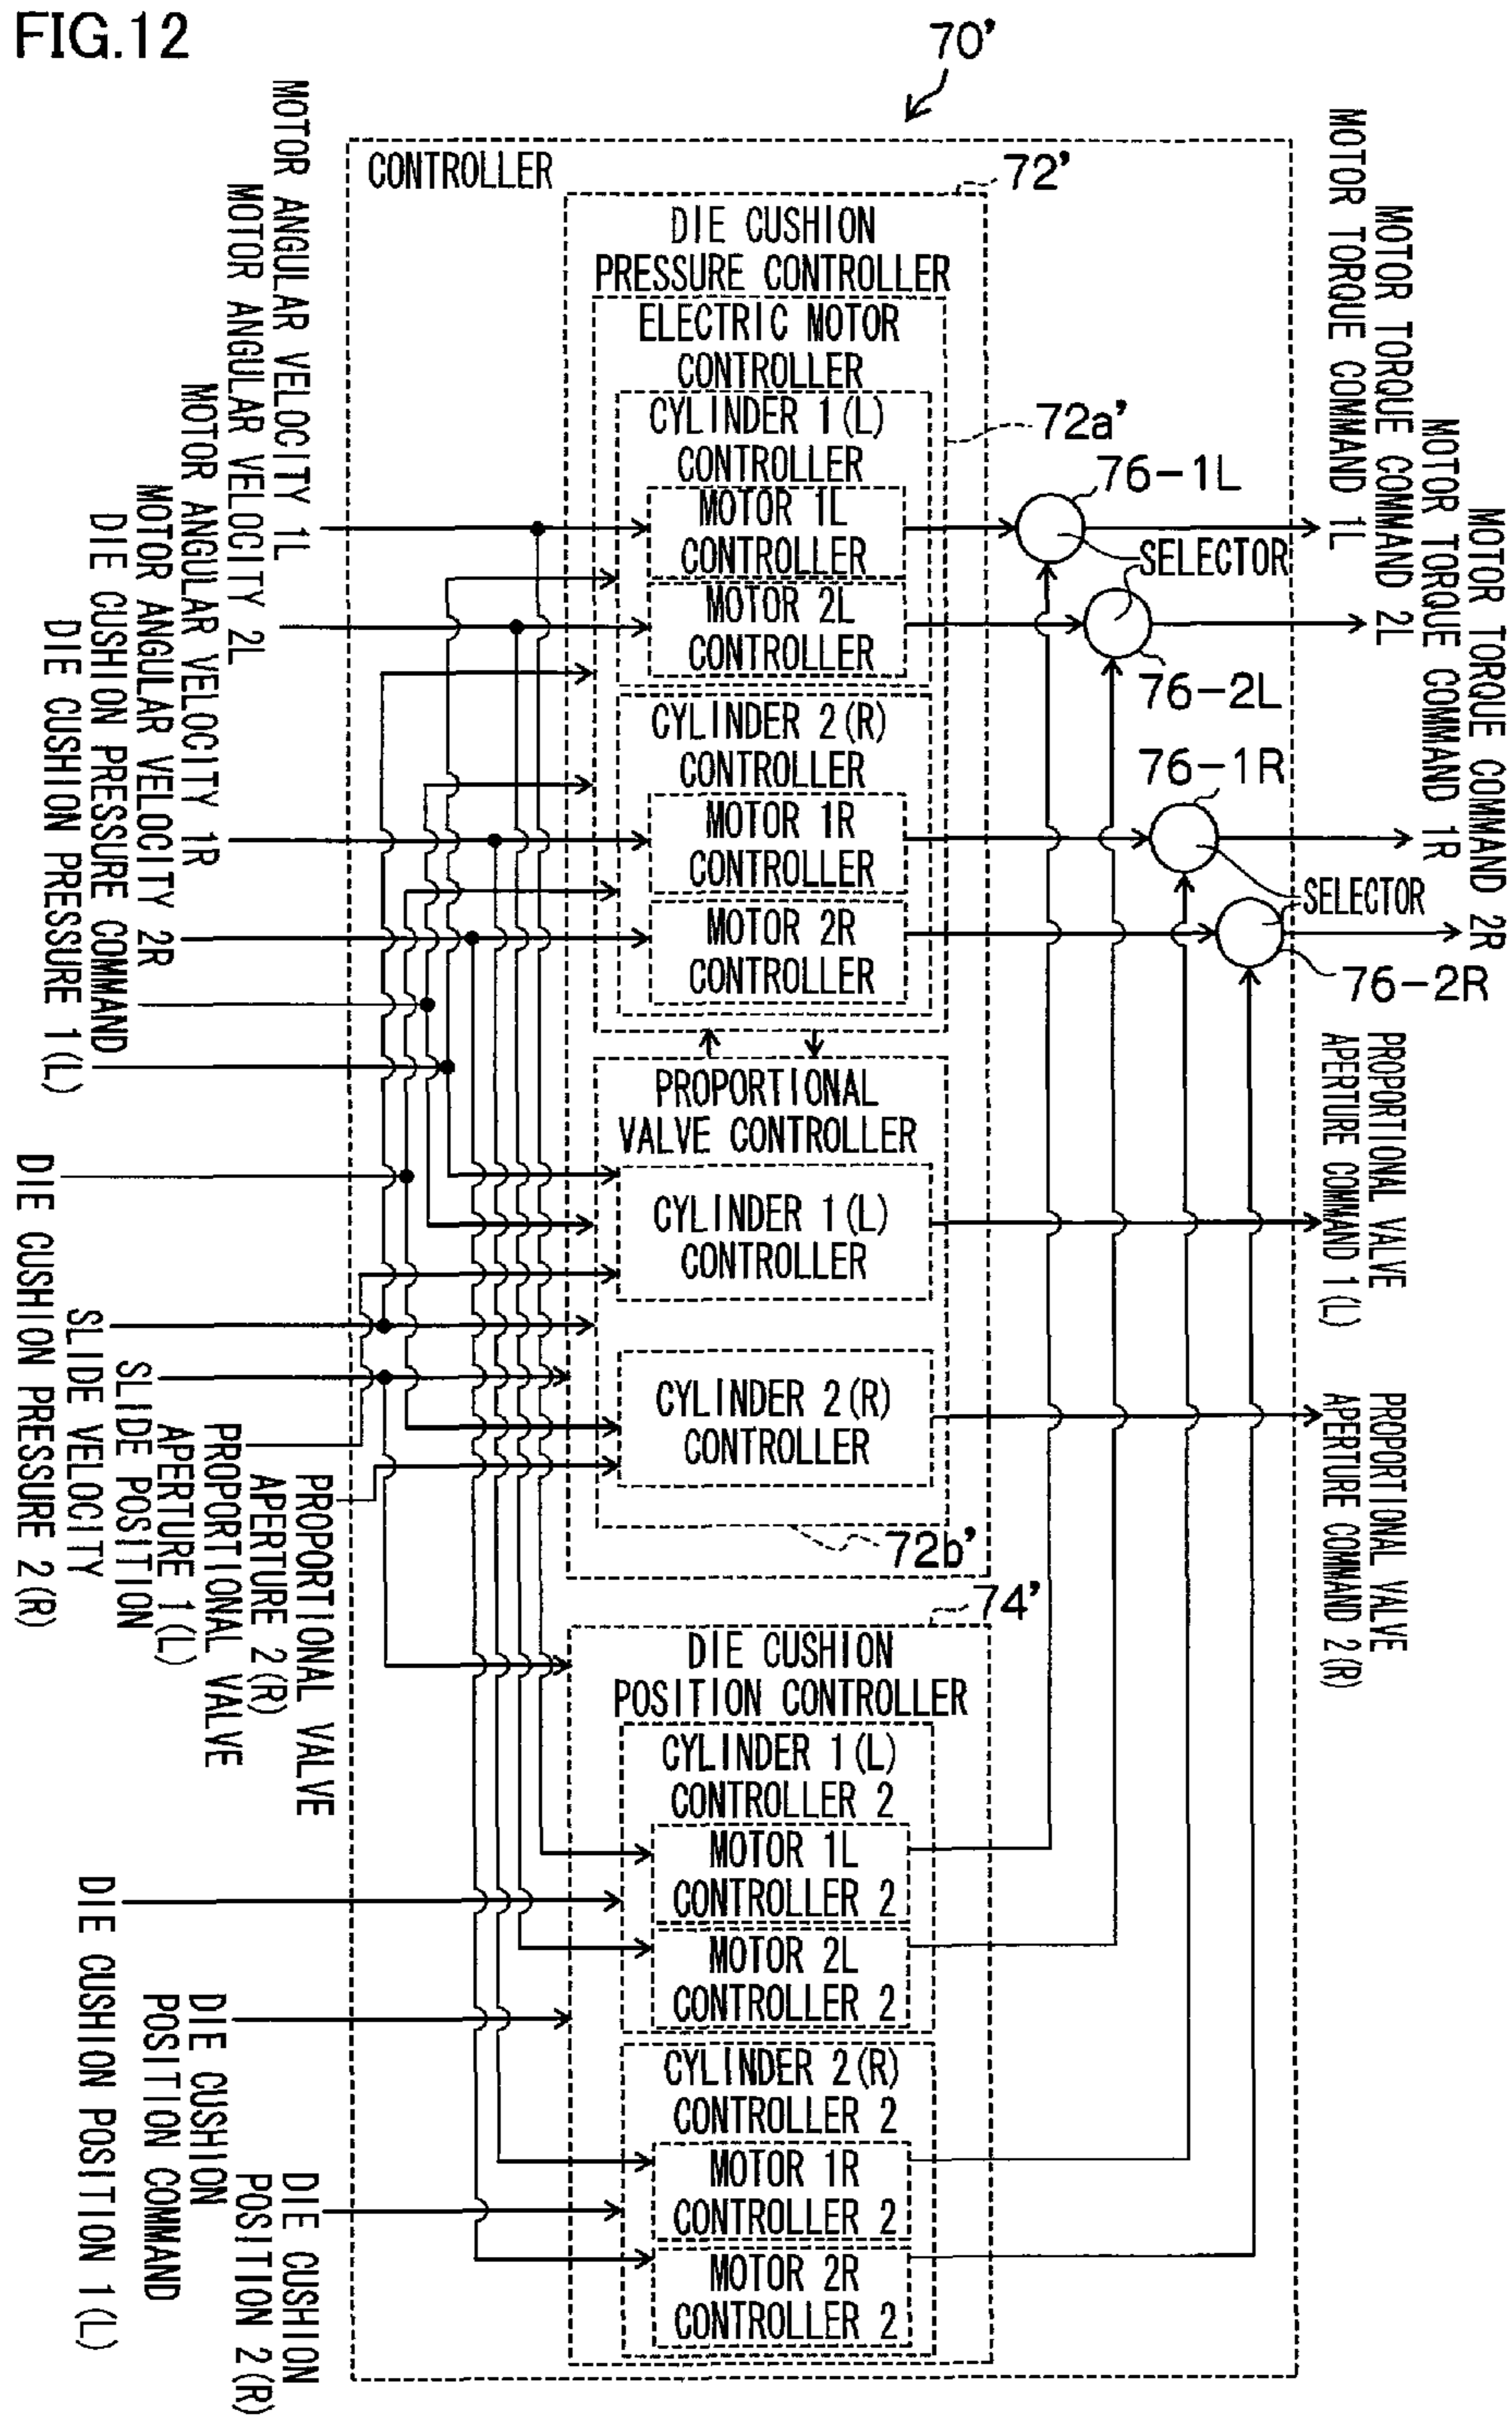 FIG.12
70'
CONTROLLER
72'
DIE CUSHION
PRESSURE CONTROLLER
ELECTRIC MOTOR
CONTROLLER
72a'
CYLINDER 1(L)
CONTROLLER
MOTOR 1L
CONTROLLER
MOTOR 2L
CONTROLLER
CYLINDER 2(R)
CONTROLLER
MOTOR 1R
CONTROLLER
MOTOR 2R
CONTROLLER
PROPORTIONAL
VALVE CONTROLLER
CYLINDER 1(L)
CONTROLLER
CYLINDER 2(R)
CONTROLLER
72b'
74'
DIE CUSHION
POSITION CONTROLLER
CYLINDER 1(L)
CONTROLLER 2
MOTOR 1L
CONTROLLER 2
MOTOR 2L
CONTROLLER 2
CYLINDER 2(R)
CONTROLLER 2
MOTOR 1R
CONTROLLER 2
MOTOR 2R
CONTROLLER 2
76-1L
SELECTOR
76-2L
76-1R
SELECTOR
76-2R
MOTOR ANGULAR VELOCITY 1L
MOTOR ANGULAR VELOCITY 2L
MOTOR ANGULAR VELOCITY 1R
MOTOR ANGULAR VELOCITY 2R
DIE CUSHION PRESSURE COMMAND
DIE CUSHION PRESSURE 1(L)
DIE CUSHION PRESSURE 2(R)
SLIDE VELOCITY
SLIDE POSITION
PROPORTIONAL VALVE
APERTURE 1(L)
PROPORTIONAL VALVE
APERTURE 2(R)
DIE CUSHION POSITION 1(L)
DIE CUSHION
POSITION COMMAND
DIE CUSHION
POSITION 2(R)
MOTOR TORQUE COMMAND 1L
MOTOR TORQUE COMMAND 2L
MOTOR TORQUE COMMAND 1R
MOTOR TORQUE COMMAND 2R
PROPORTIONAL VALVE
APERTURE COMMAND 1(L)
PROPORTIONAL VALVE
APERTURE COMMAND 2(R)